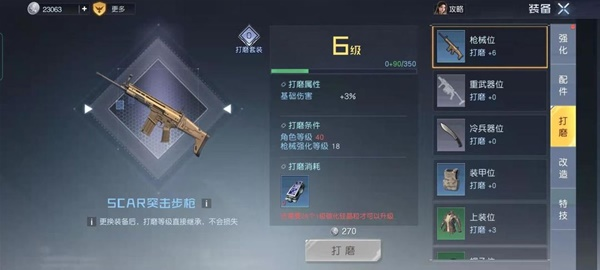 23063
更多
攻略
装备
打磨套装
6级
0+90/350
打磨属性
基础伤害 +3%
打磨条件
角色等级 40
枪械强化等级 18
打磨消耗
270
打磨
SCAR突击步枪
更换装备后，打磨等级直接继承，不会损失
枪械位
打磨 +6
重武器位
打磨 +0
冷兵器位
打磨 +0
装甲位
打磨 +0
上装位
打磨 +3
强化
配件
打磨
改造
特技